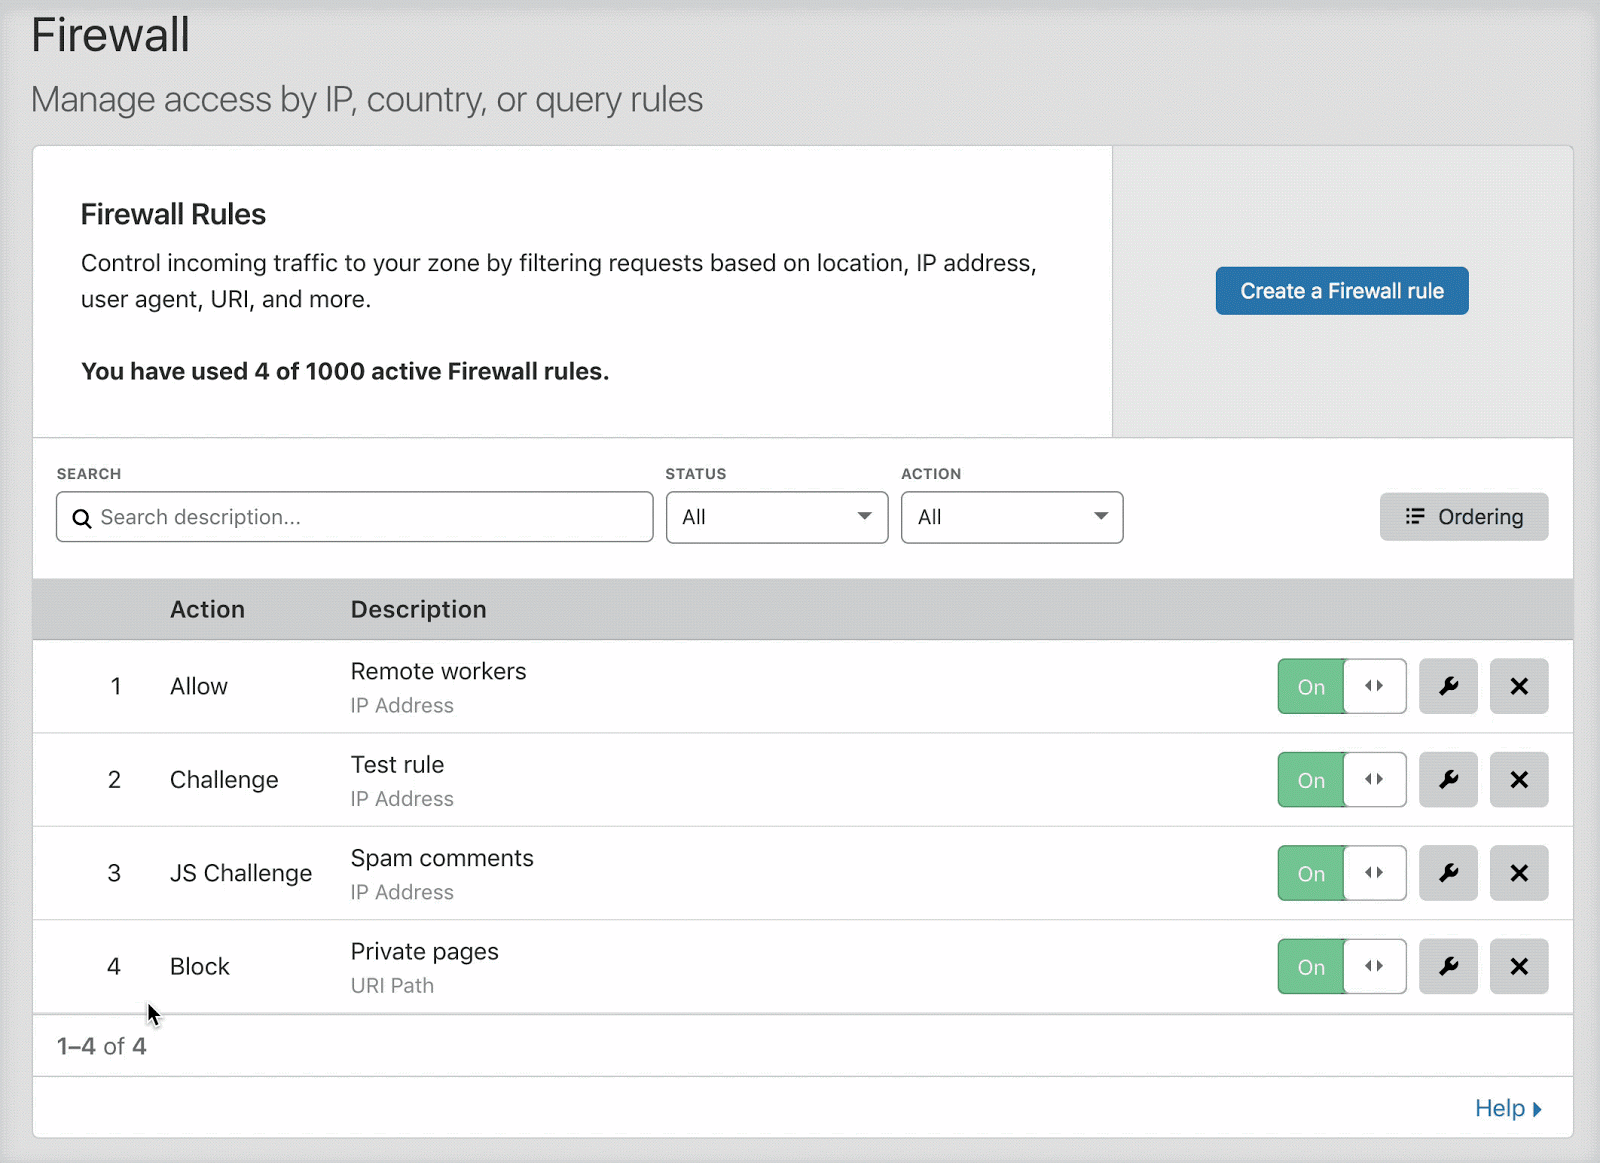 Firewall
Manage access by IP, country, or query rules
Firewall Rules
Control incoming traffic to your zone by filtering requests based on location, IP address,
user agent, URI, and more.
You have used 4 of 1000 active Firewall rules.
Create a Firewall rule
SEARCH
STATUS
ACTION
Search description...
All
All
Ordering
Action
Description
1
Allow
Remote workers
IP Address
On
2
Challenge
Test rule
IP Address
On
3
JS Challenge
Spam comments
IP Address
On
4
Block
Private pages
URI Path
On
1–4 of 4
Help